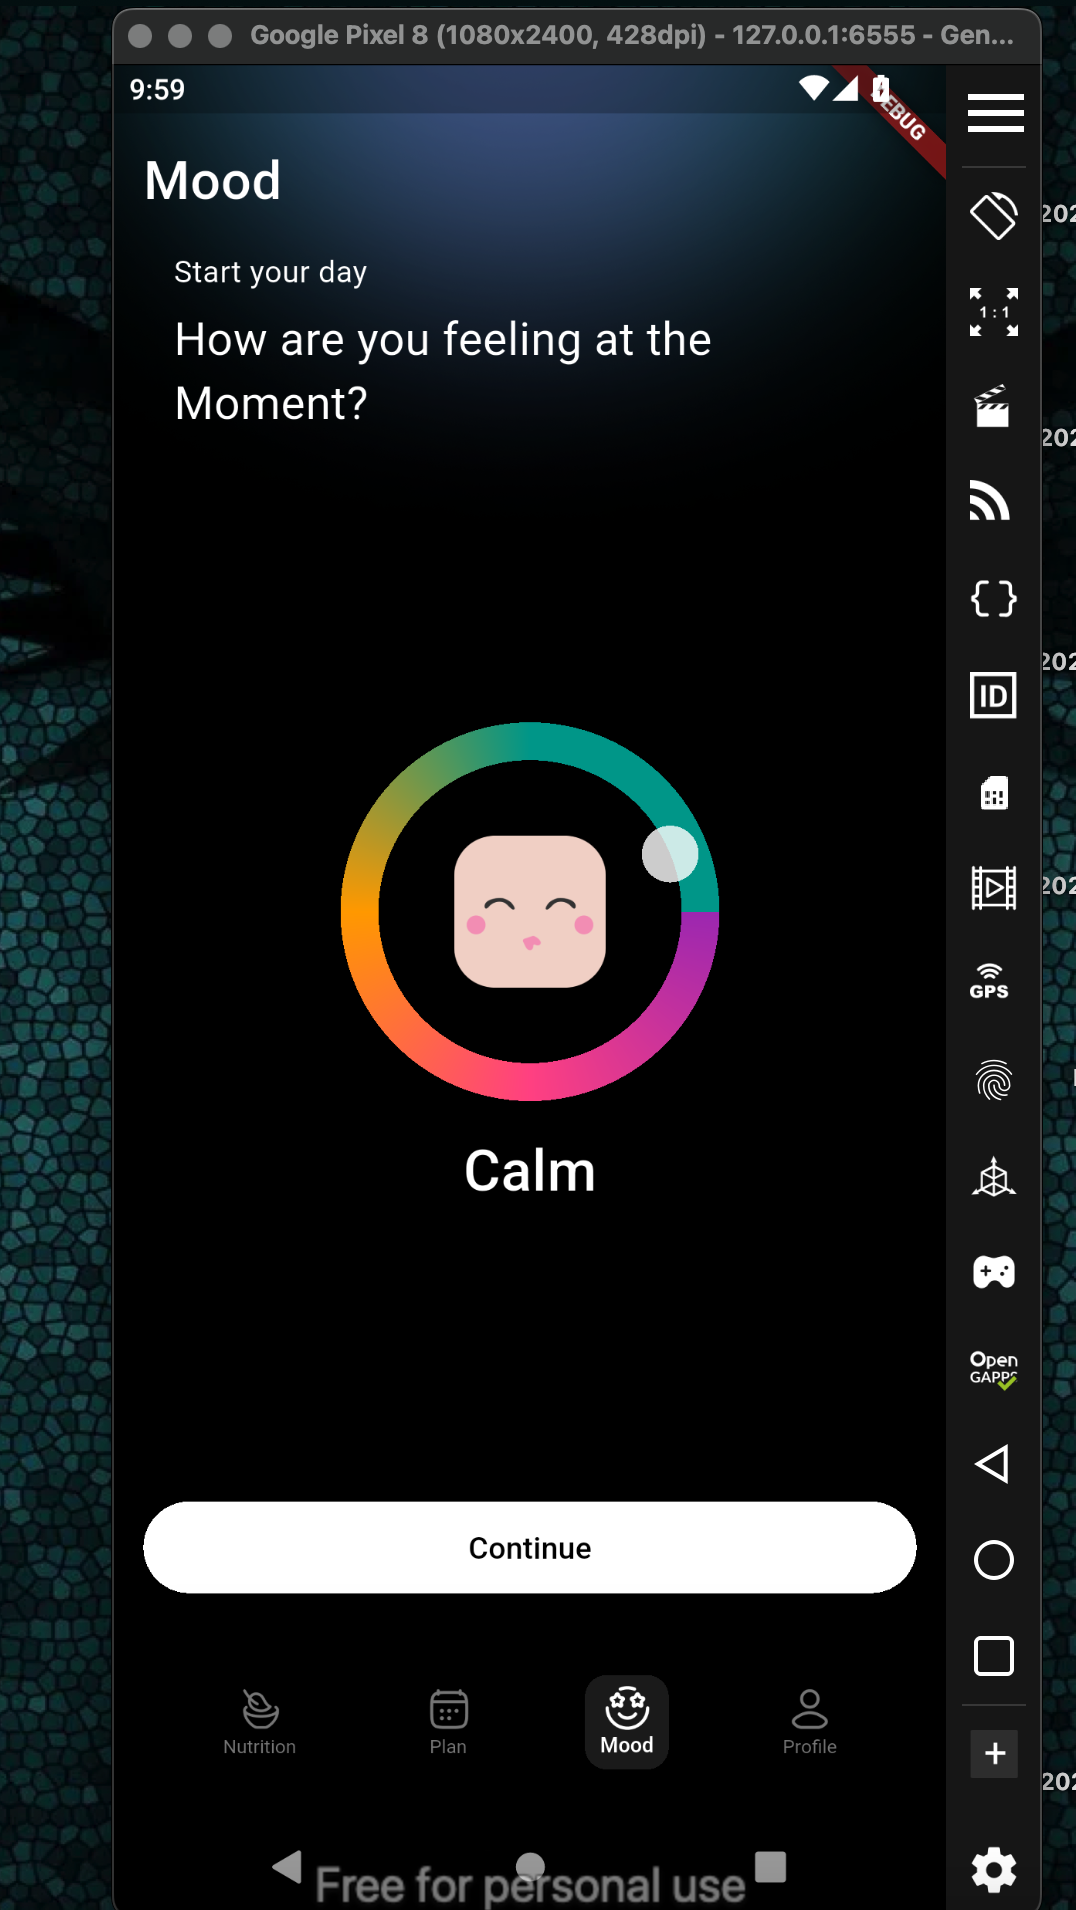 Google Pixel 8 (1080x2400, 428dpi) - 127.0.0.1:6555 - Gen...
9:59
Mood
Start your day
How are you feeling at the
Moment?
1 : 1
ID
GPS
Calm
Open
GAPPS
Continue
Nutrition
Plan
Mood
Profile
Free for personal use
202
202
202
202
202